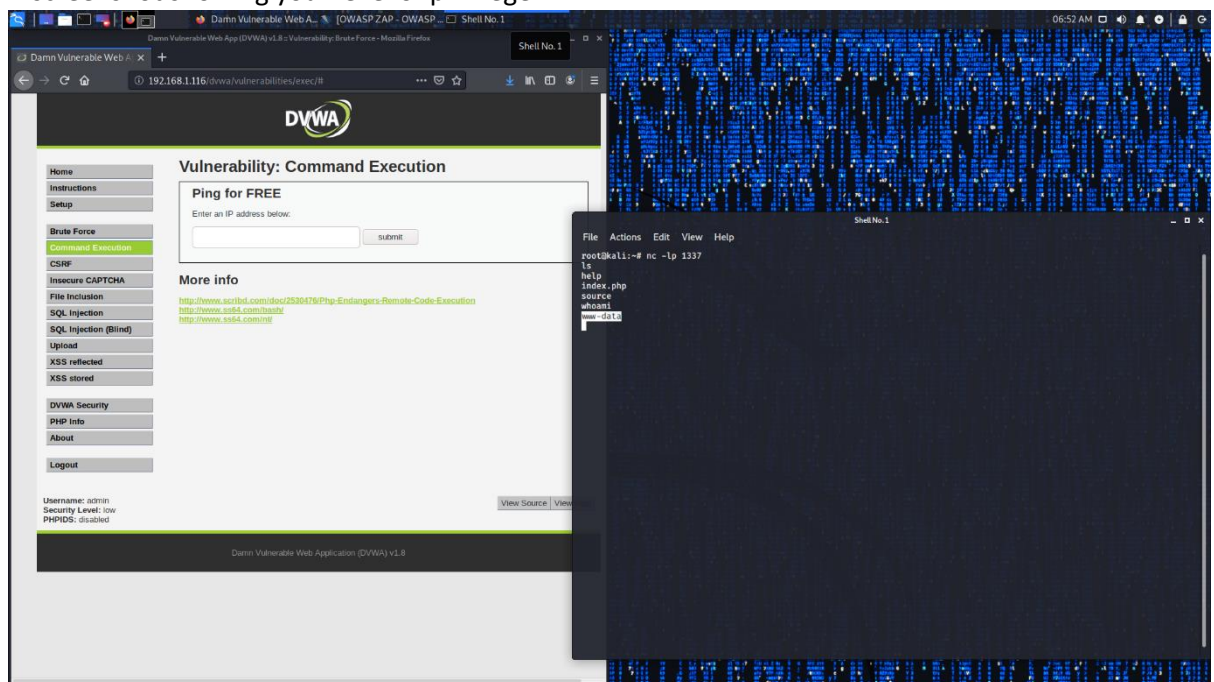 Damn Vulnerable Web A... [OWASP ZAP - OWASP ... Shell No. 1
06:52 AM
Damn Vulnerable Web App (DVWA) v1.8 :: Vulnerability: Brute Force - Mozilla Firefox
Shell No. 1
Damn Vulnerable Web A
192.168.1.116/dvwa/vulnerabilities/exec/#
DVWA
Home
Instructions
Setup
Brute Force
Command Execution
CSRF
Insecure CAPTCHA
File Inclusion
SQL Injection
SQL Injection (Blind)
Upload
XSS reflected
XSS stored
DVWA Security
PHP Info
About
Logout
Vulnerability: Command Execution
Ping for FREE
Enter an IP address below:
submit
More info
http://www.scribd.com/doc/2530476/Php-Endangers-Remote-Code-Execution
http://www.ss64.com/bash/
http://www.ss64.com/nt/
Username: admin
Security Level: low
PHPIDS: disabled
View Source View
Damn Vulnerable Web Application (DVWA) v1.8
Shell No. 1
File Actions Edit View Help
root@kali:~# nc -lp 1337
ls
help
index.php
source
whoami
www-data